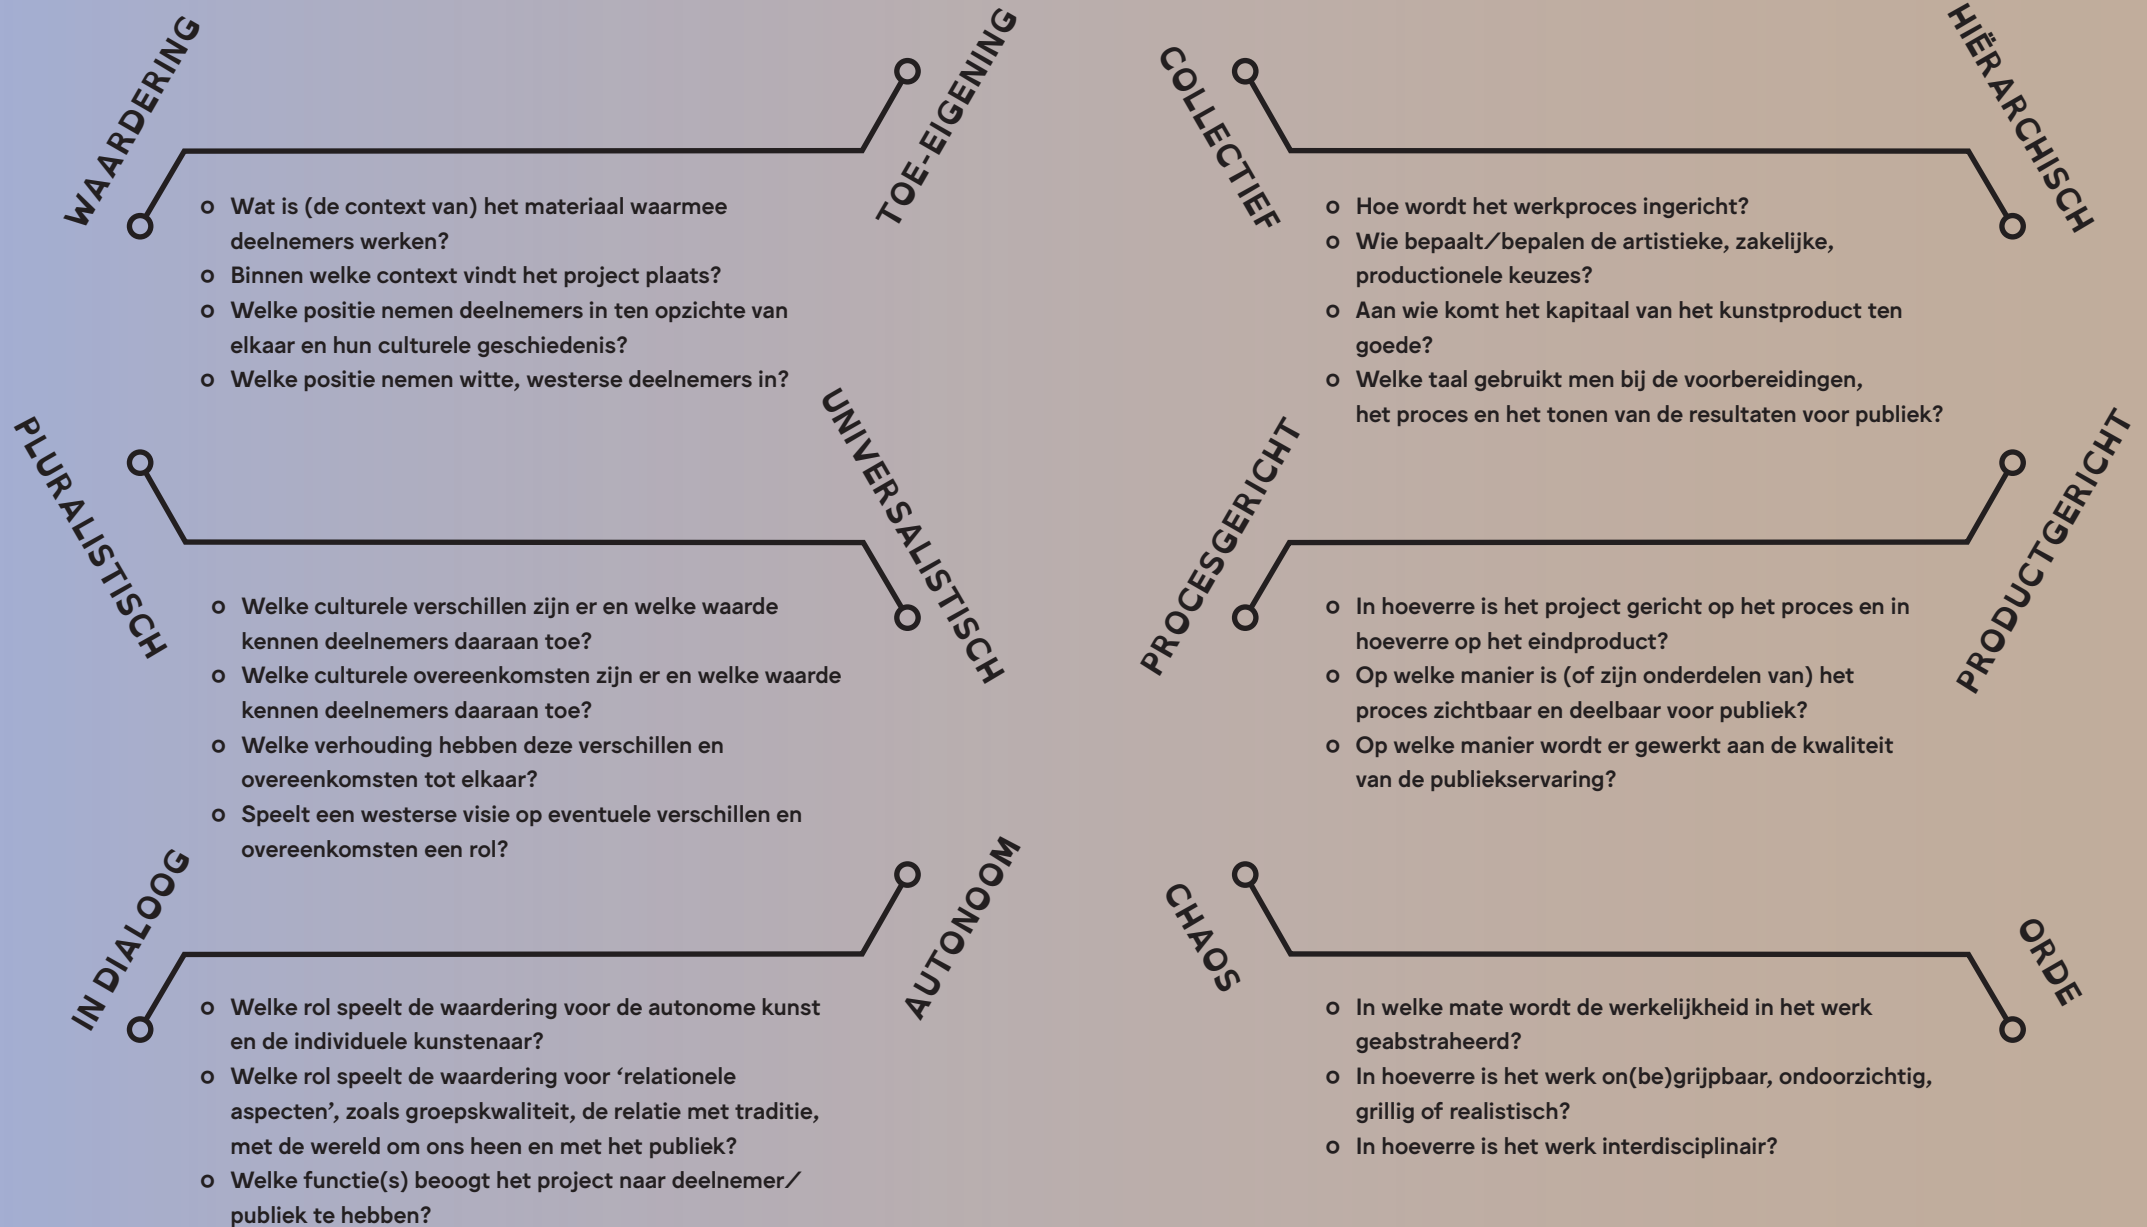 WAARDERING
TOE-EIGENING
o Wat is (de context van) het materiaal waarmee
deelnemers werken?
o Binnen welke context vindt het project plaats?
o Welke positie nemen deelnemers in ten opzichte van
elkaar en hun culturele geschiedenis?
o Welke positie nemen witte, westerse deelnemers in?
COLLECTIEF
HIËRARCHISCH
o Hoe wordt het werkproces ingericht?
o Wie bepaalt/bepalen de artistieke, zakelijke,
productionele keuzes?
o Aan wie komt het kapitaal van het kunstproduct ten
goede?
o Welke taal gebruikt men bij de voorbereidingen,
het proces en het tonen van de resultaten voor publiek?
PLURALISTISCH
UNIVERSALISTISCH
o Welke culturele verschillen zijn er en welke waarde
kennen deelnemers daaraan toe?
o Welke culturele overeenkomsten zijn er en welke waarde
kennen deelnemers daaraan toe?
o Welke verhouding hebben deze verschillen en
overeenkomsten tot elkaar?
o Speelt een westerse visie op eventuele verschillen en
overeenkomsten een rol?
PROCESGERICHT
PRODUCTGERICHT
o In hoeverre is het project gericht op het proces en in
hoeverre op het eindproduct?
o Op welke manier is (of zijn onderdelen van) het
proces zichtbaar en deelbaar voor publiek?
o Op welke manier wordt er gewerkt aan de kwaliteit
van de publiekservaring?
IN DIALOOG
AUTONOOM
o Welke rol speelt de waardering voor de autonome kunst
en de individuele kunstenaar?
o Welke rol speelt de waardering voor ‘relationele
aspecten’, zoals groepskwaliteit, de relatie met traditie,
met de wereld om ons heen en met het publiek?
o Welke functie(s) beoogt het project naar deelnemer/
publiek te hebben?
CHAOS
ORDE
o In welke mate wordt de werkelijkheid in het werk
geabstraheerd?
o In hoeverre is het werk on(be)grijpbaar, ondoorzichtig,
grillig of realistisch?
o In hoeverre is het werk interdisciplinair?